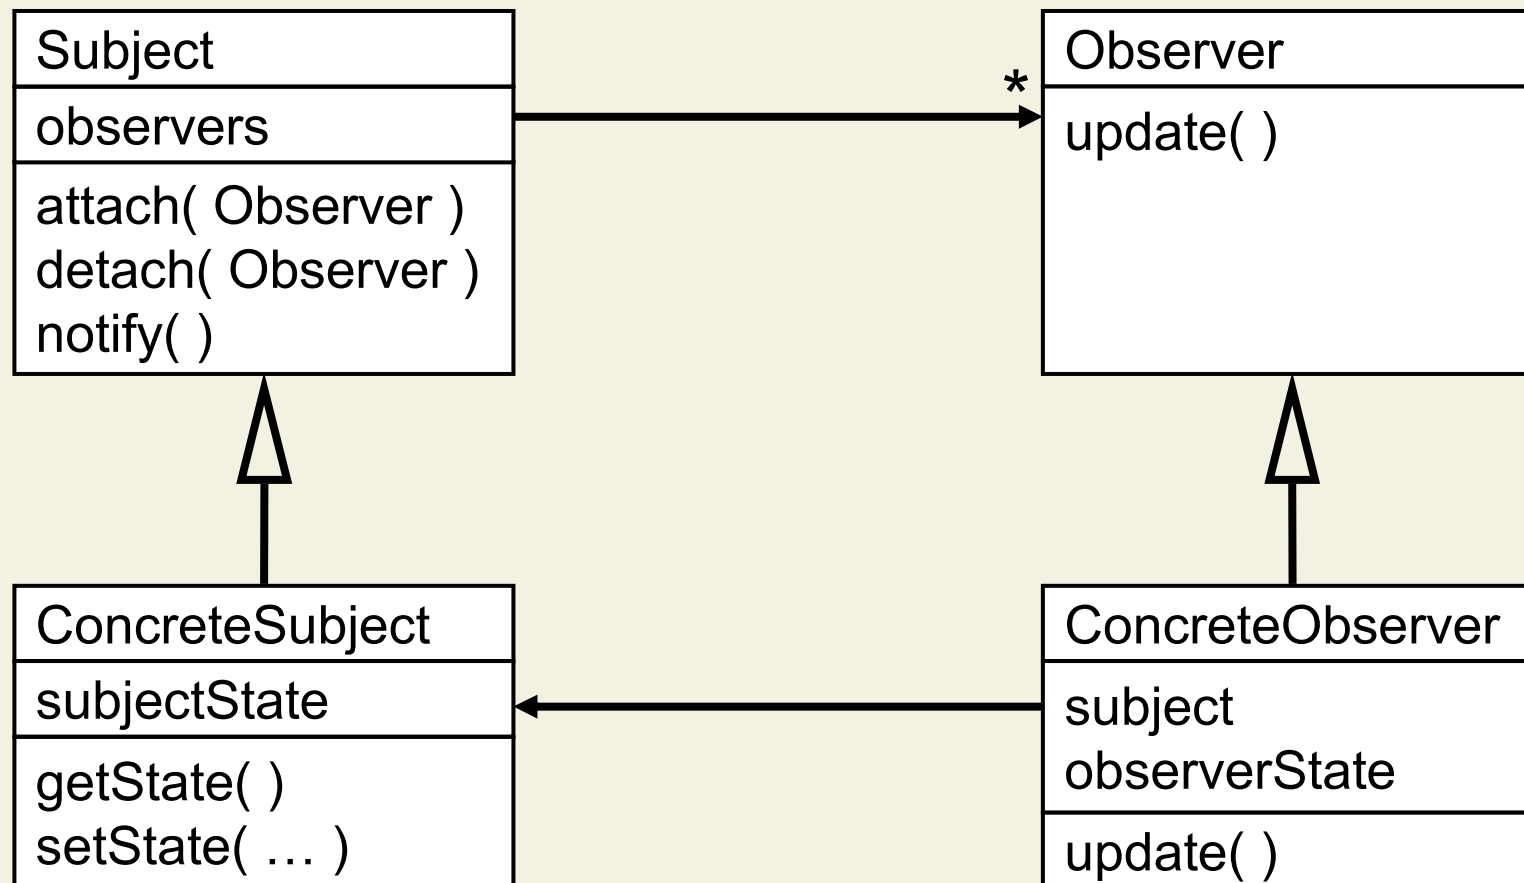 Subject
observers
attach( Observer )
detach( Observer )
notify( )
*
Observer
update( )
ConcreteSubject
subjectState
getState( )
setState( … )
ConcreteObserver
subject
observerState
update( )